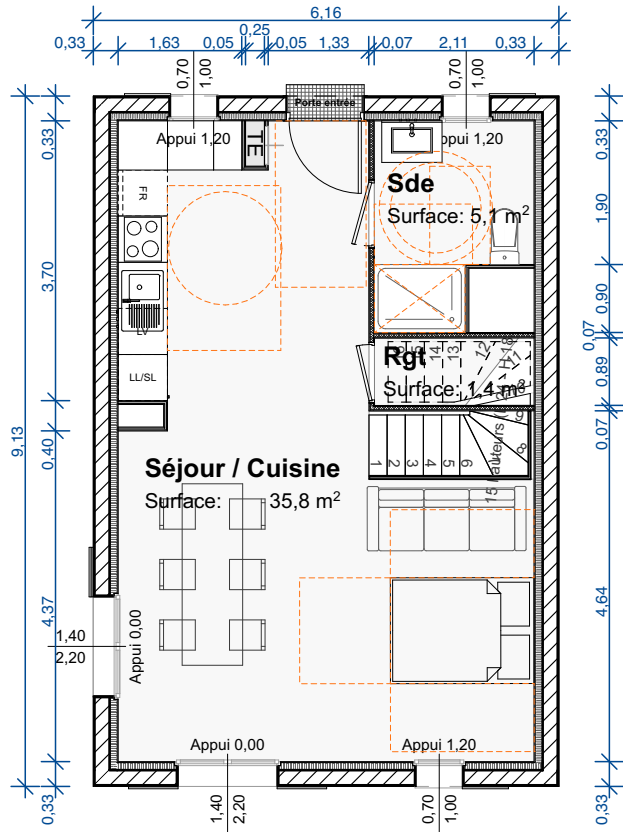 6,16
0,25
0,33 1,63 0,05 0,05 1,33 0,07 2,11 0,33
0,70 1,00
0,70 1,00
Porte entrée
Appui 1,20
Appui 1,20
TE
FR
LV
LL/SL
Sde
Surface: 5,1 m²
Rgt
Surface: 1,4 m²
13
14
12
11
1
2
3
4
5
6
Séjour / Cuisine
Surface: 35,8 m²
9,13
0,33
3,70
0,40
4,37
0,33
0,33
1,90
0,90
0,07
0,89
0,07
4,64
0,33
1,40
2,20
Appui 0,00
Appui 0,00
Appui 1,20
1,40 2,20
0,70 1,00